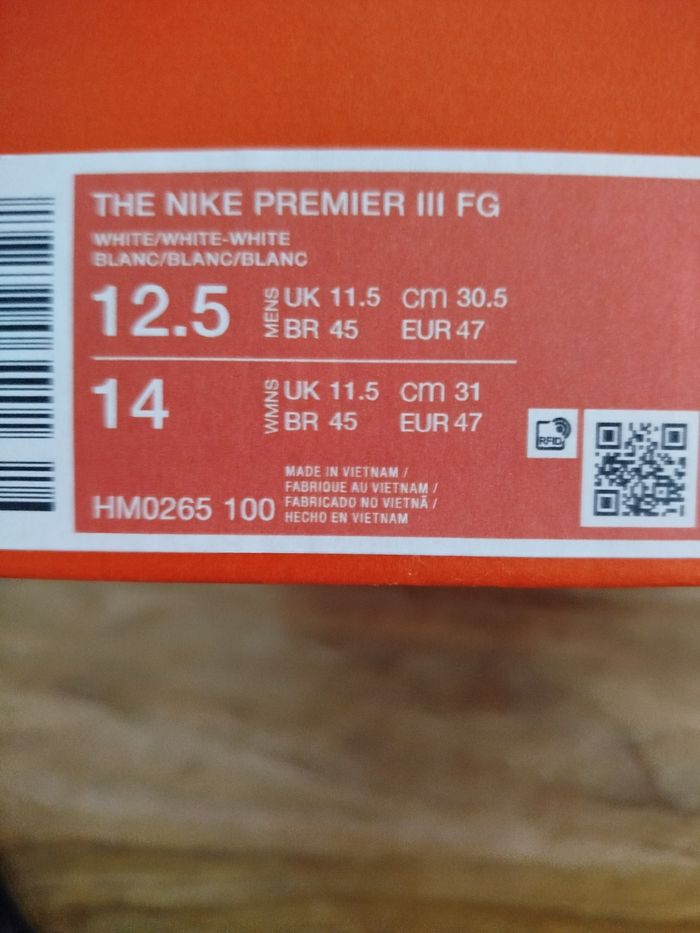 THE NIKE PREMIER III FG
WHITE/WHITE-WHITE
BLANC/BLANC/BLANC
12.5 MENS UK 11.5 cm 30.5
BR 45 EUR 47
14 WMNS UK 11.5 cm 31
BR 45 EUR 47
RFID
MADE IN VIETNAM /
FABRIQUE AU VIETNAM /
HM0265 100 FABRICADO NO VIETNÃ /
HECHO EN VIETNAM